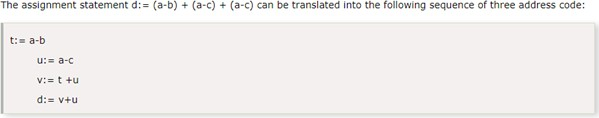 The assignment statement d:= (a-b) + (a-c) + (a-c) can be translated into the following sequence of three address code:
t:= a-b
u:= a-c
v:= t +u
d:= v+u